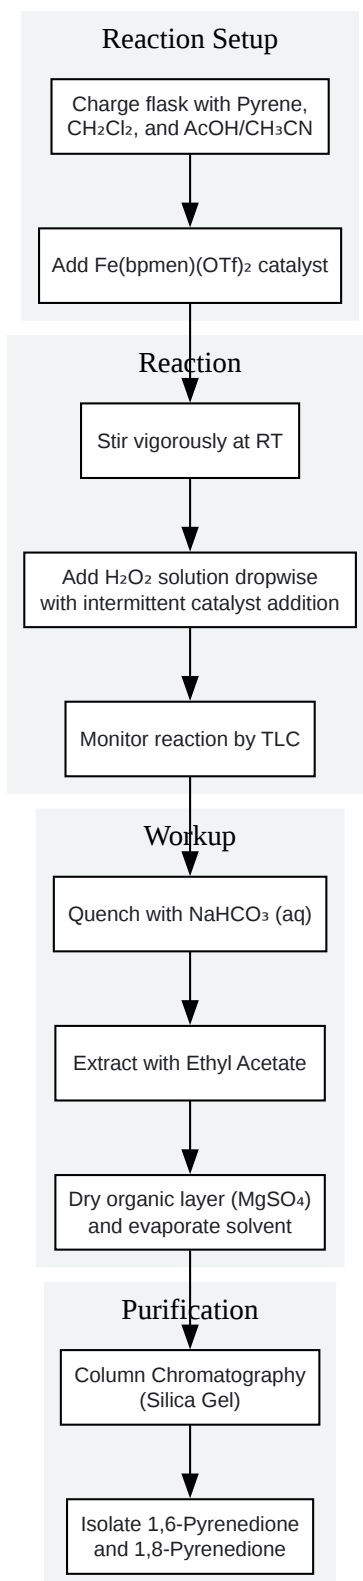 Reaction Setup
Charge flask with Pyrene,
CH₂Cl₂, and AcOH/CH₃CN
Add Fe(bpmen)(OTf)₂ catalyst
Reaction
Stir vigorously at RT
Add H₂O₂ solution dropwise
with intermittent catalyst addition
Monitor reaction by TLC
Workup
Quench with NaHCO₃ (aq)
Extract with Ethyl Acetate
Dry organic layer (MgSO₄)
and evaporate solvent
Purification
Column Chromatography
(Silica Gel)
Isolate 1,6-Pyrenedione
and 1,8-Pyrenedione